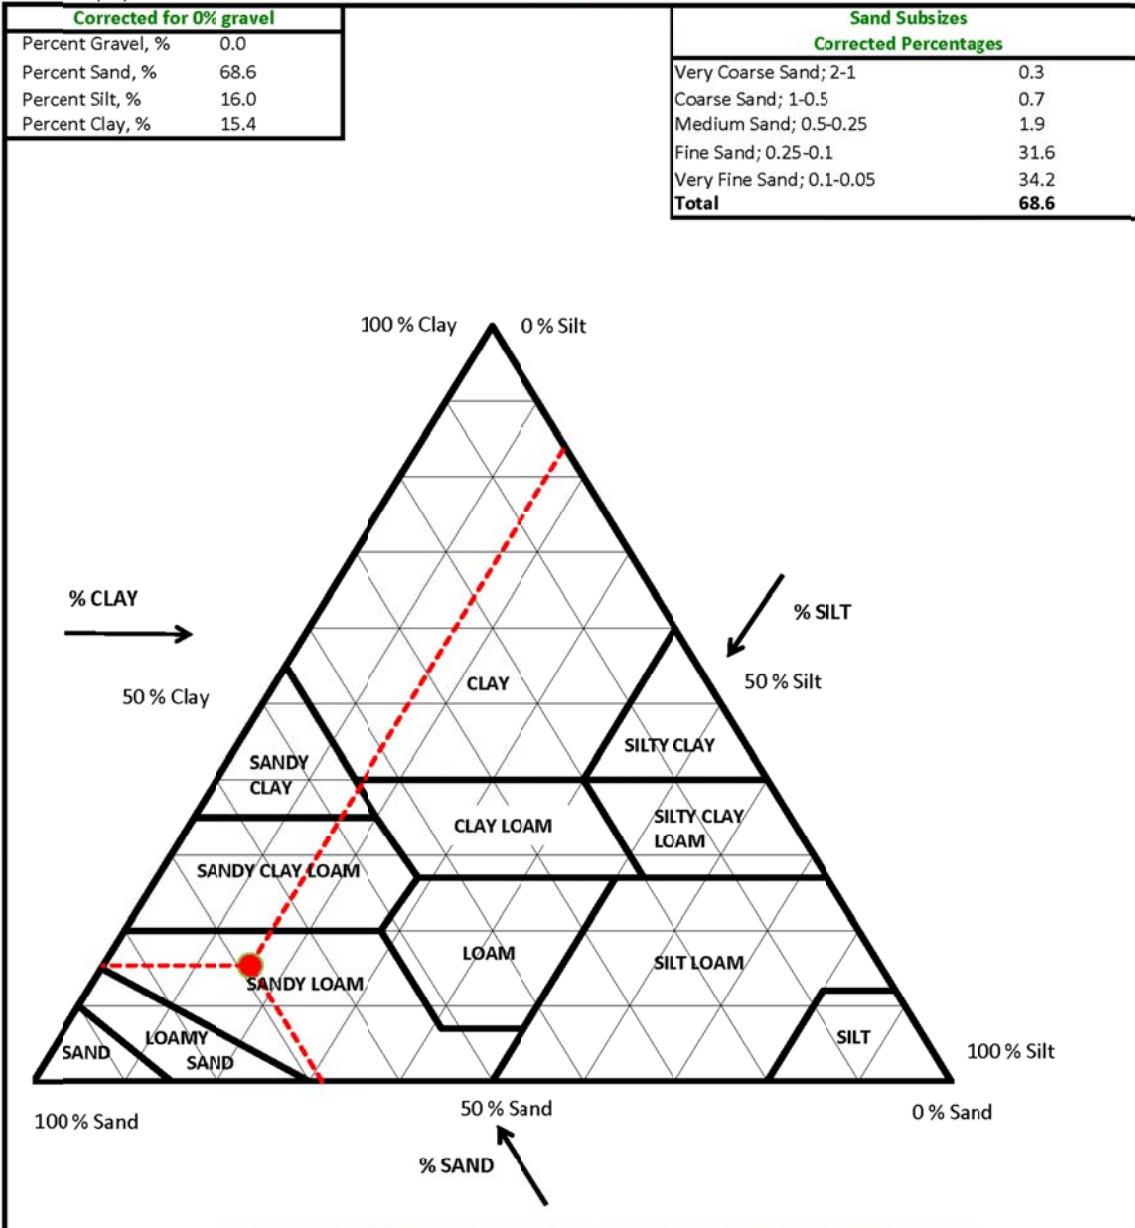 Corrected for 0% gravel
Percent Gravel, % 0.0
Percent Sand, % 68.6
Percent Silt, % 16.0
Percent Clay, % 15.4
Sand Subsizes
Corrected Percentages
Very Coarse Sand; 2-1 0.3
Coarse Sand; 1-0.5 0.7
Medium Sand; 0.5-0.25 1.9
Fine Sand; 0.25-0.1 31.6
Very Fine Sand; 0.1-0.05 34.2
Total 68.6
100 % Clay
0 % Silt
% CLAY
% SILT
50 % Clay
50 % Silt
CLAY
SILTY CLAY
SANDY
CLAY
CLAY LOAM
SILTY CLAY
LOAM
SANDY CLAY LOAM
LOAM
SILT LOAM
SANDY LOAM
SAND
LOAMY
SAND
SILT
100 % Silt
100 % Sand
50 % Sand
0 % Sand
% SAND